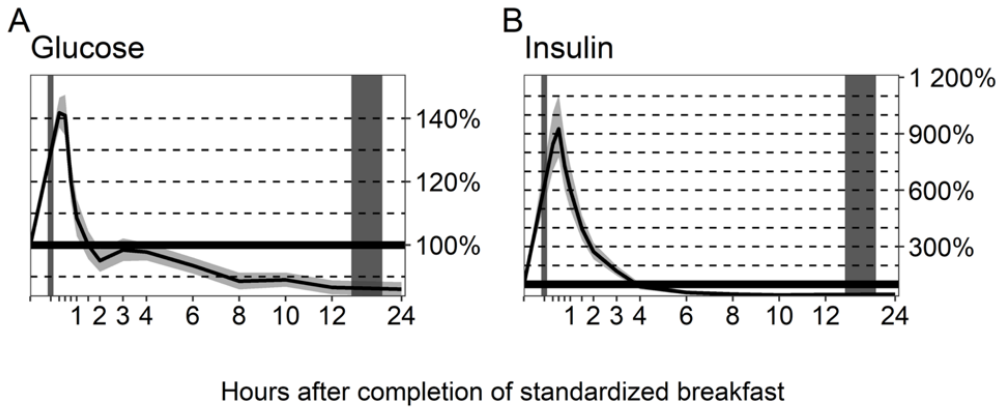 A
Glucose
140%
120%
100%
1 2 3 4 6 8 10 12 24
B
Insulin
1 200%
900%
600%
300%
1 2 3 4 6 8 10 12 24
Hours after completion of standardized breakfast